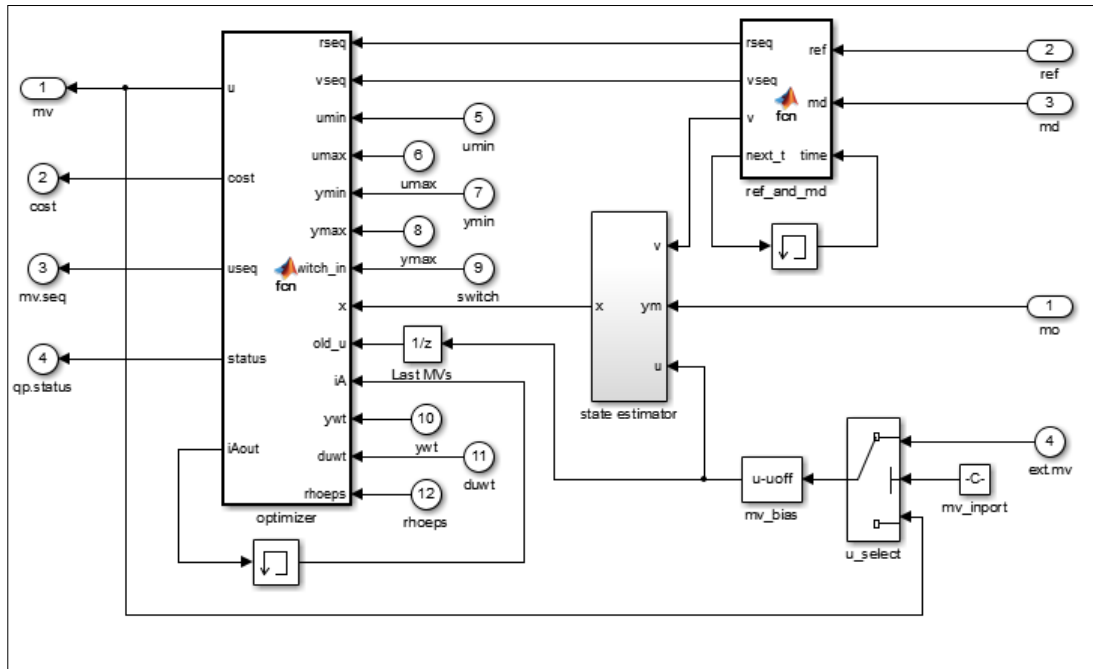 1
mv
2
cost
3
mv.seq
4
qp.status
u
cost
useq
status
iAout
rseq
vseq
umin
umax
ymin
ymax
witch_in
x
old_u
iA
ywt
duwt
rhoeps
fcn
optimizer
5
umin
6
umax
7
ymin
8
ymax
9
switch
1/z
Last MVs
10
ywt
11
duwt
12
rhoeps
v
x
ym
u
state estimator
rseq
ref
vseq
md
v
fcn
next_t
time
ref_and_md
2
ref
3
md
1
mo
u-uoff
mv_bias
u_select
4
ext.mv
-C-
mv_inport